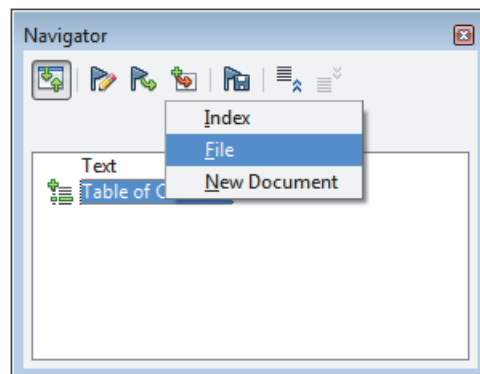 Navigator
Index
File
New Document
Text
Table of C